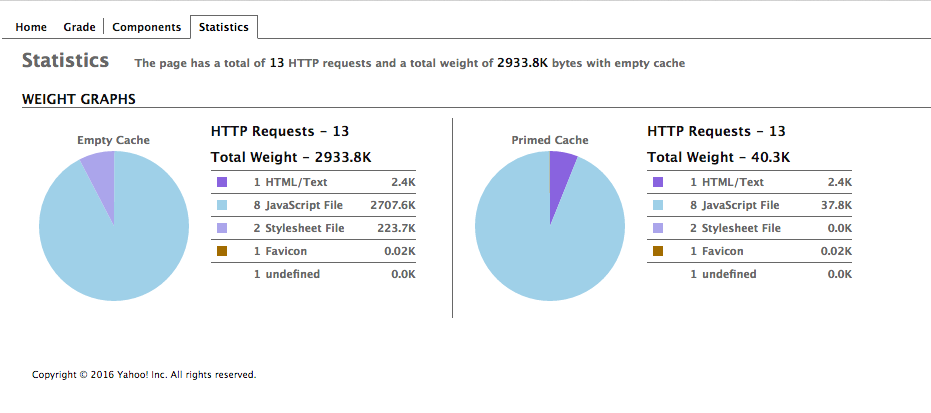 Home Grade Components Statistics
Statistics The page has a total of 13 HTTP requests and a total weight of 2933.8K bytes with empty cache
WEIGHT GRAPHS
Empty Cache
HTTP Requests - 13
Total Weight - 2933.8K
1 HTML/Text 2.4K
8 JavaScript File 2707.6K
2 Stylesheet File 223.7K
1 Favicon 0.02K
1 undefined 0.0K
Primed Cache
HTTP Requests - 13
Total Weight - 40.3K
1 HTML/Text 2.4K
8 JavaScript File 37.8K
2 Stylesheet File 0.0K
1 Favicon 0.02K
1 undefined 0.0K
Copyright © 2016 Yahoo! Inc. All rights reserved.